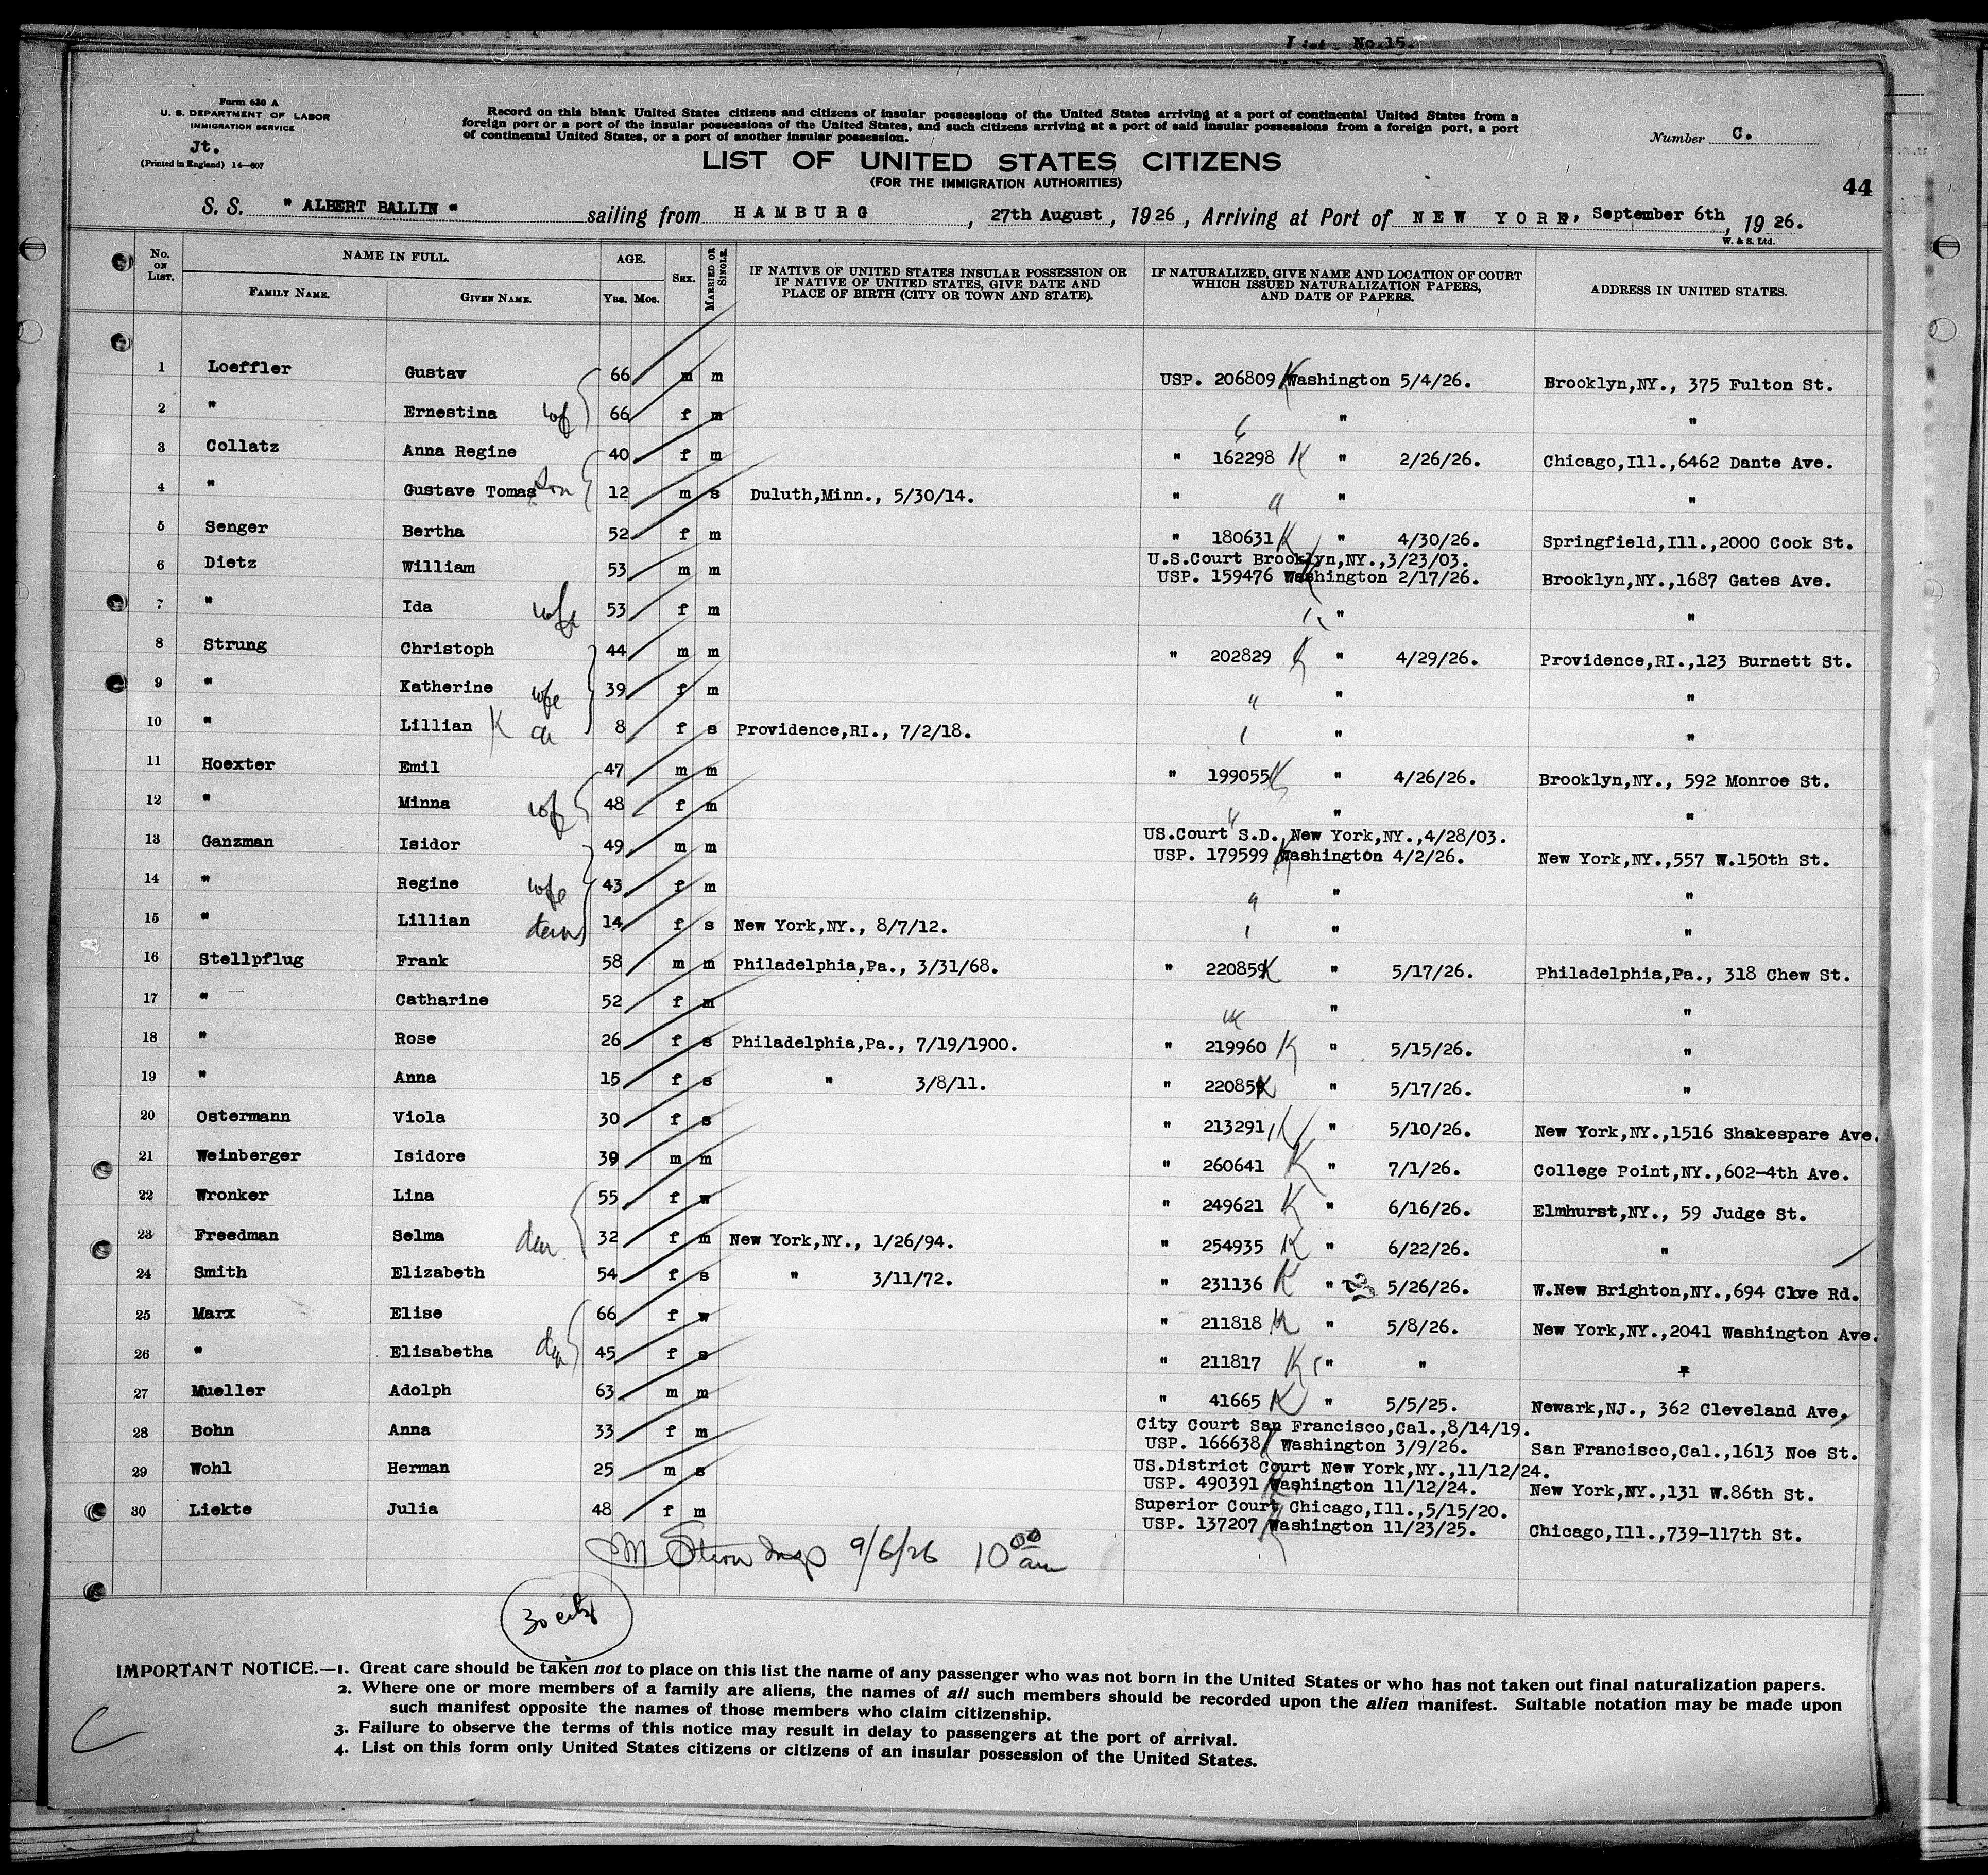 No.15.
Form 630 A
U. S. DEPARTMENT OF LABOR
IMMIGRATION SERVICE
Jt.
(Printed in England) 14—807
Record on this blank United States citizens and citizens of insular possessions of the United States arriving at a port of continental United States from a
foreign port or a port of the insular possessions of the United States, and such citizens arriving at a port of said insular possessions from a foreign port, a port
of continental United States, or a port of another insular possession.
Number C.
LIST OF UNITED STATES CITIZENS
(FOR THE IMMIGRATION AUTHORITIES)
44
S. S. " ALBERT BALLIN " sailing from HAMBURG, 27th August, 1926, Arriving at Port of NEW YORK, September 6th, 1926.
W. & S. Ltd.
No. ON LIST. NAME IN FULL. FAMILY NAME. GIVEN NAME. AGE. YRS. MOS. SEX. MARRIED OR SINGLE. IF NATIVE OF UNITED STATES INSULAR POSSESSION OR IF NATIVE OF UNITED STATES, GIVE DATE AND PLACE OF BIRTH (CITY OR TOWN AND STATE). IF NATURALIZED, GIVE NAME AND LOCATION OF COURT WHICH ISSUED NATURALIZATION PAPERS, AND DATE OF PAPERS. ADDRESS IN UNITED STATES.
1 Loeffler Gustav 66 m m USP. 206809 K Washington 5/4/26. Brooklyn,NY., 375 Fulton St.
2 " Ernestina wf 66 f m " "
3 Collatz Anna Regine 40 f m " 162298 K " 2/26/26. Chicago,Ill.,6462 Dante Ave.
4 " Gustave Tomas son 12 m s Duluth,Minn., 5/30/14. " " " "
5 Senger Bertha 52 f m " 180631 K " 4/30/26. Springfield,Ill.,2000 Cook St.
6 Dietz William 53 m m U.S.Court Brooklyn,NY.,3/23/03.
USP. 159476 Washington 2/17/26. Brooklyn,NY.,1687 Gates Ave.
7 " Ida wfe 53 f m " "
8 Strung Christoph 44 m m " 202829 K " 4/29/26. Providence,RI.,123 Burnett St.
9 " Katherine wfe 39 f m " " "
10 " Lillian K ch 8 f s Providence,RI., 7/2/18. " "
11 Hoexter Emil 47 m m " 199055 K " 4/26/26. Brooklyn,NY., 592 Monroe St.
12 " Minna wf 48 f m " " "
13 Ganzman Isidor 49 m m US.Court S.D., New York,NY.,4/28/03.
USP. 179599 K Washington 4/2/26. New York,NY.,557 W.150th St.
14 " Regine wfe 43 f m " " "
15 " Lillian dau 14 f s New York,NY., 8/7/12. " "
16 Stellpflug Frank 58 m m Philadelphia,Pa., 3/31/68. " 220859 K " 5/17/26. Philadelphia,Pa., 318 Chew St.
17 " Catharine 52 f m " "
18 " Rose 26 f s Philadelphia,Pa., 7/19/1900. " 219960 K " 5/15/26. "
19 " Anna 15 f s " 3/8/11. " 220859 K " 5/17/26. "
20 Ostermann Viola 30 f s " 213291 K " 5/10/26. New York,NY.,1516 Shakespare Ave.
21 Weinberger Isidore 39 m m " 260641 K " 7/1/26. College Point,NY.,602-4th Ave.
22 Wronker Lina 55 f w " 249621 K " 6/16/26. Elmhurst,NY., 59 Judge St.
23 Freedman Selma dau 32 f m New York,NY., 1/26/94. " 254935 K " 6/22/26. "
24 Smith Elizabeth 54 f s " 3/11/72. " 231136 K " 5/26/26. W.New Brighton,NY.,694 Clove Rd.
25 Marx Elise 66 f w " 211818 K " 5/8/26. New York,NY.,2041 Washington Ave.
26 " Elisabetha dau 45 f s " 211817 K " " "
27 Mueller Adolph 63 m m " 41665 K " 5/5/25. Newark,NJ., 362 Cleveland Ave.
28 Bohn Anna 33 f m City Court San Francisco,Cal.,8/14/19.
USP. 166638 Washington 3/9/26. San Francisco,Cal.,1613 Noe St.
29 Wohl Herman 25 m s US.District Court New York,NY.,11/12/24.
USP. 490391 Washington 11/12/24. New York,NY.,131 W.86th St.
30 Liekte Julia 48 f m Superior Court Chicago,Ill.,5/15/20.
USP. 137207 Washington 11/23/25. Chicago,Ill.,739-117th St.
M Stern Insp 9/6/26 10 00 am
30 citz
IMPORTANT NOTICE.—1. Great care should be taken not to place on this list the name of any passenger who was not born in the United States or who has not taken out final naturalization papers.
2. Where one or more members of a family are aliens, the names of all such members should be recorded upon the alien manifest. Suitable notation may be made upon
such manifest opposite the names of those members who claim citizenship.
3. Failure to observe the terms of this notice may result in delay to passengers at the port of arrival.
4. List on this form only United States citizens or citizens of an insular possession of the United States.
C